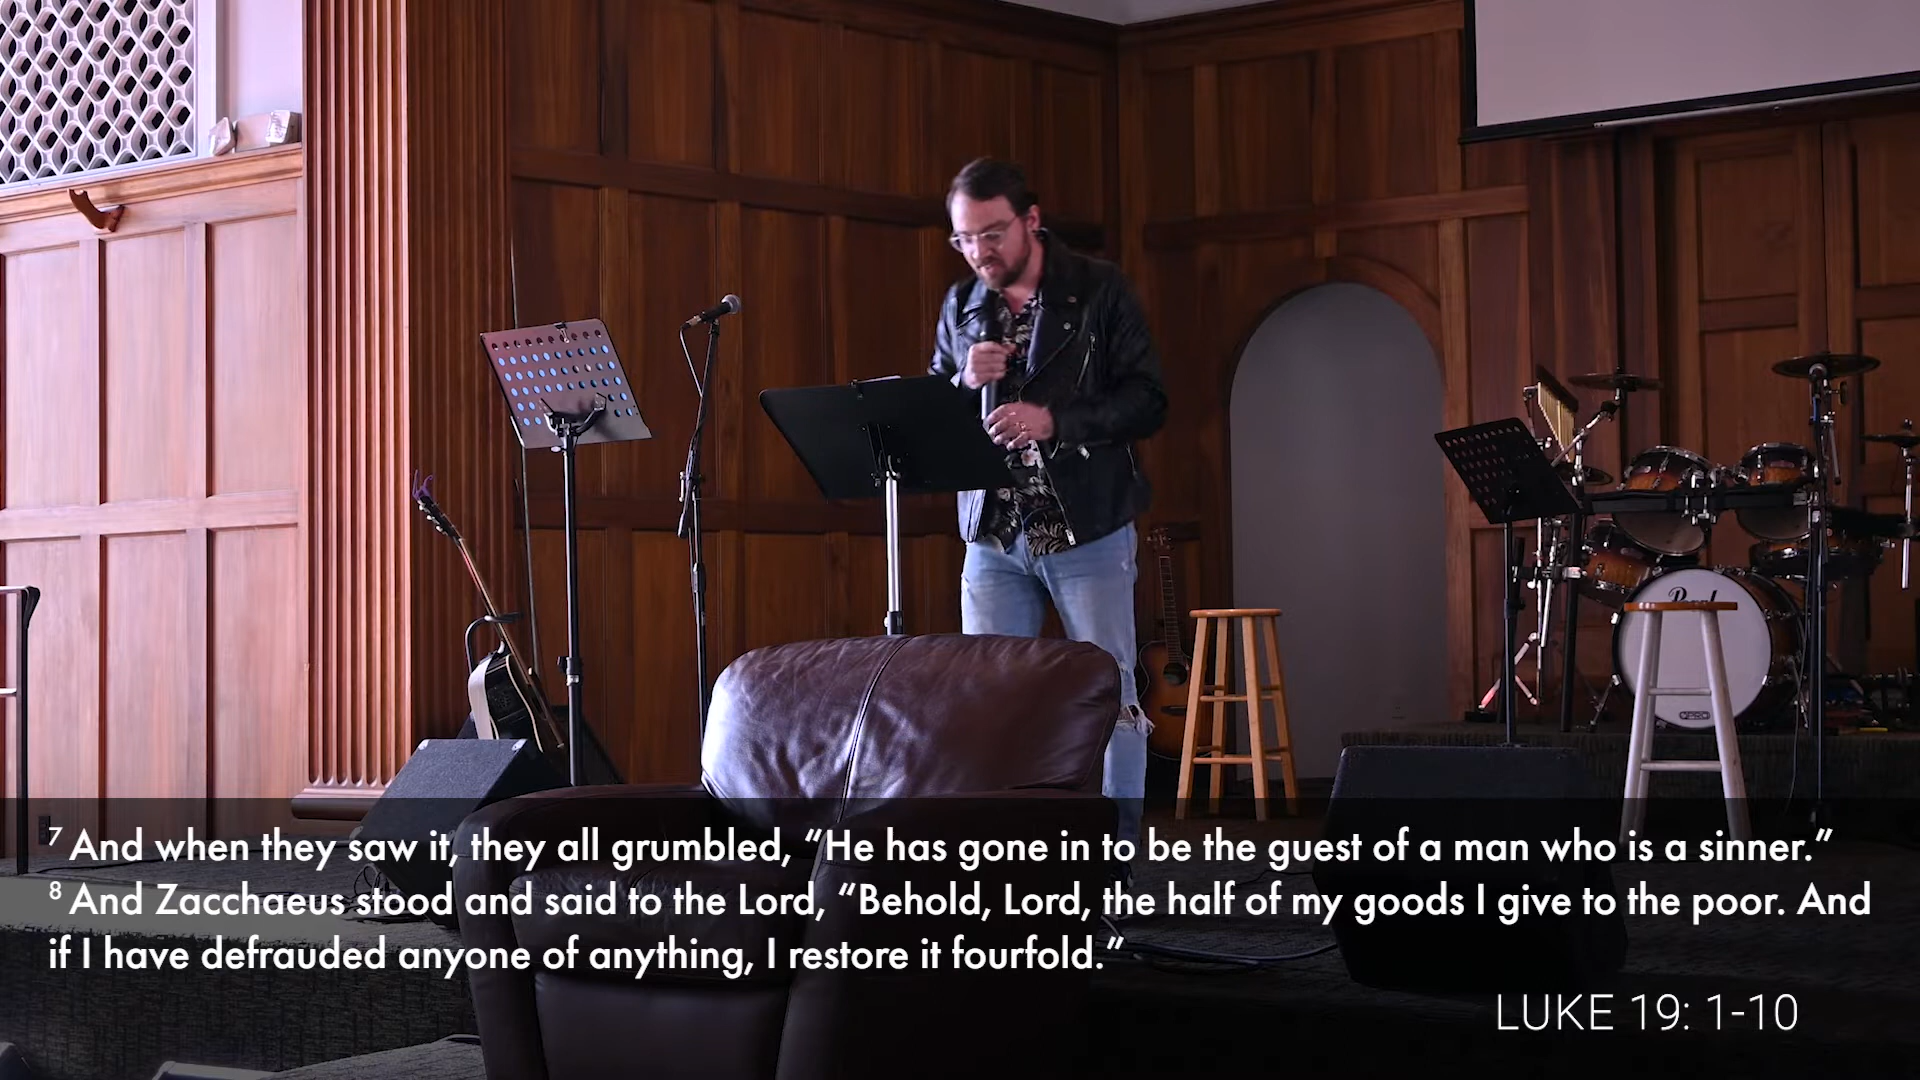 Pearl
OPRO
⁷ And when they saw it, they all grumbled, “He has gone in to be the guest of a man who is a sinner.”
⁸ And Zacchaeus stood and said to the Lord, “Behold, Lord, the half of my goods I give to the poor. And
if I have defrauded anyone of anything, I restore it fourfold.”
LUKE 19: 1-10